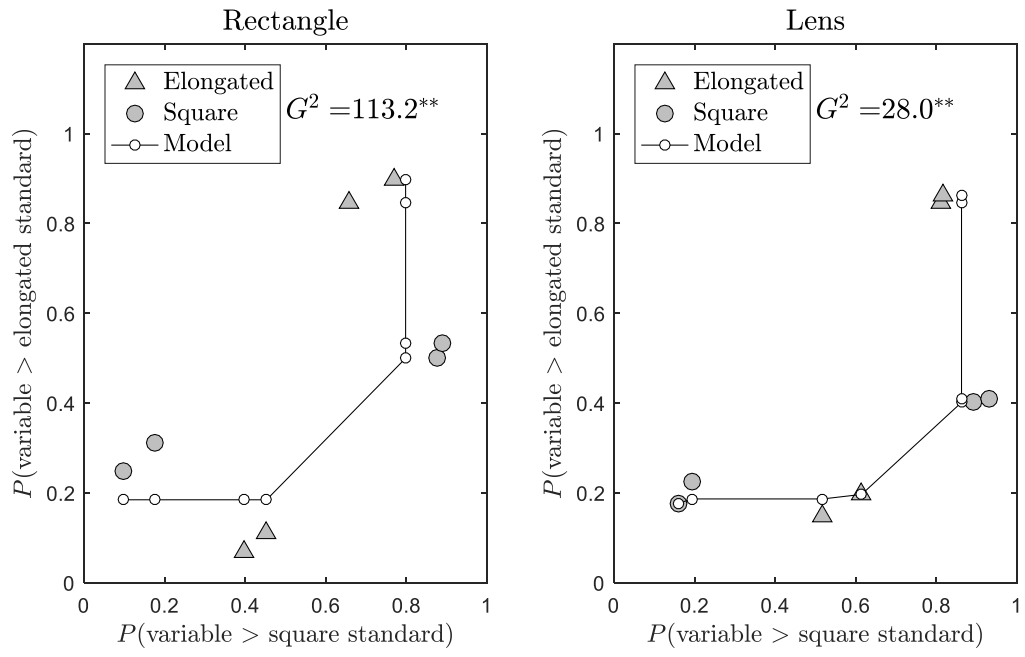 Rectangle
Elongated
Square
Model
G² =113.2**
1
0.8
0.6
0.4
0.2
0
0 0.2 0.4 0.6 0.8 1
P(variable > elongated standard)
P(variable > square standard)
Lens
Elongated
Square
Model
G² =28.0**
1
0.8
0.6
0.4
0.2
0
0 0.2 0.4 0.6 0.8 1
P(variable > elongated standard)
P(variable > square standard)